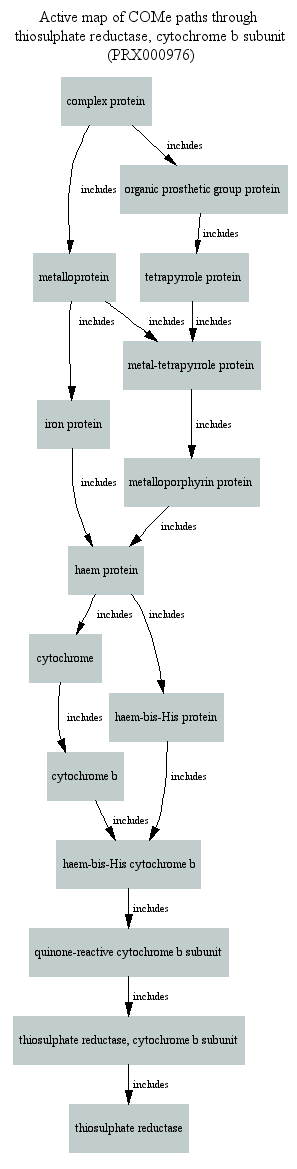 Active map of COMe paths through
thiosulphate reductase, cytochrome b subunit
(PRX000976)
complex protein
includes
organic prosthetic group protein
includes
includes
metalloprotein
tetrapyrrole protein
includes
includes
includes
metal-tetrapyrrole protein
iron protein
includes
metalloporphyrin protein
includes
includes
haem protein
includes
includes
cytochrome
haem-bis-His protein
includes
cytochrome b
includes
includes
haem-bis-His cytochrome b
includes
quinone-reactive cytochrome b subunit
includes
thiosulphate reductase, cytochrome b subunit
includes
thiosulphate reductase